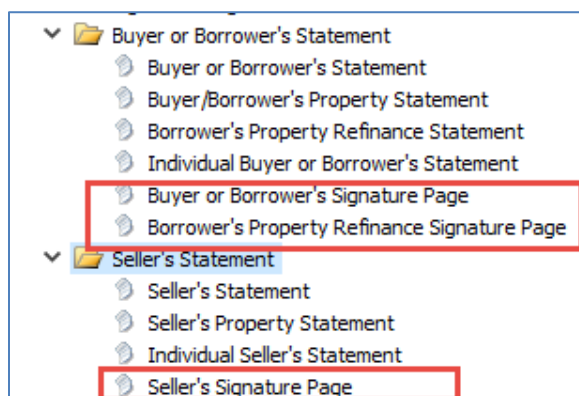 Buyer or Borrower's Statement
Buyer or Borrower's Statement
Buyer/Borrower's Property Statement
Borrower's Property Refinance Statement
Individual Buyer or Borrower's Statement
Buyer or Borrower's Signature Page
Borrower's Property Refinance Signature Page
Seller's Statement
Seller's Statement
Seller's Property Statement
Individual Seller's Statement
Seller's Signature Page